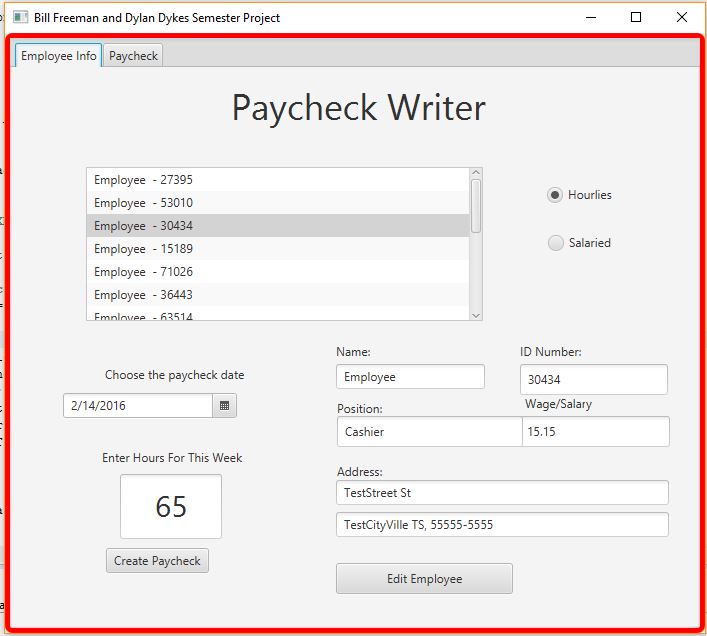 Bill Freeman and Dylan Dykes Semester Project
Employee Info Paycheck
Paycheck Writer
Employee - 27395
Employee - 53010
Employee - 30434
Employee - 15189
Employee - 71026
Employee - 36443
Employee - 63514
Hourlies
Salaried
Choose the paycheck date
2/14/2016
Enter Hours For This Week
65
Create Paycheck
Name:
Employee
ID Number:
30434
Position:
Cashier
Wage/Salary
15.15
Address:
TestStreet St
TestCityVille TS, 55555-5555
Edit Employee